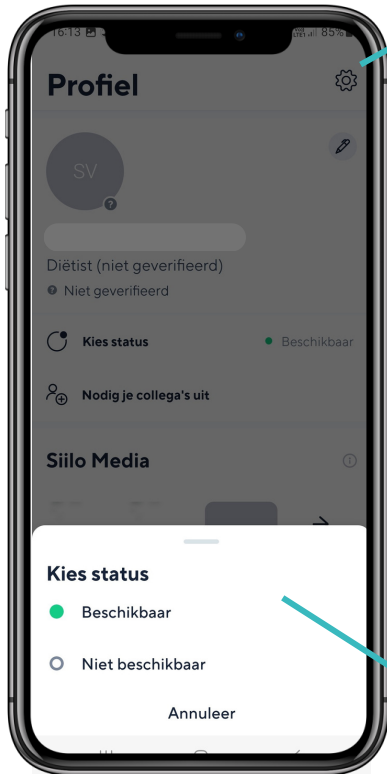 16:13 85%
Profiel
SV
Diëtist (niet geverifieerd)
Niet geverifieerd
Kies status Beschikbaar
Nodig je collega's uit
Siilo Media
Kies status
Beschikbaar
Niet beschikbaar
Annuleer